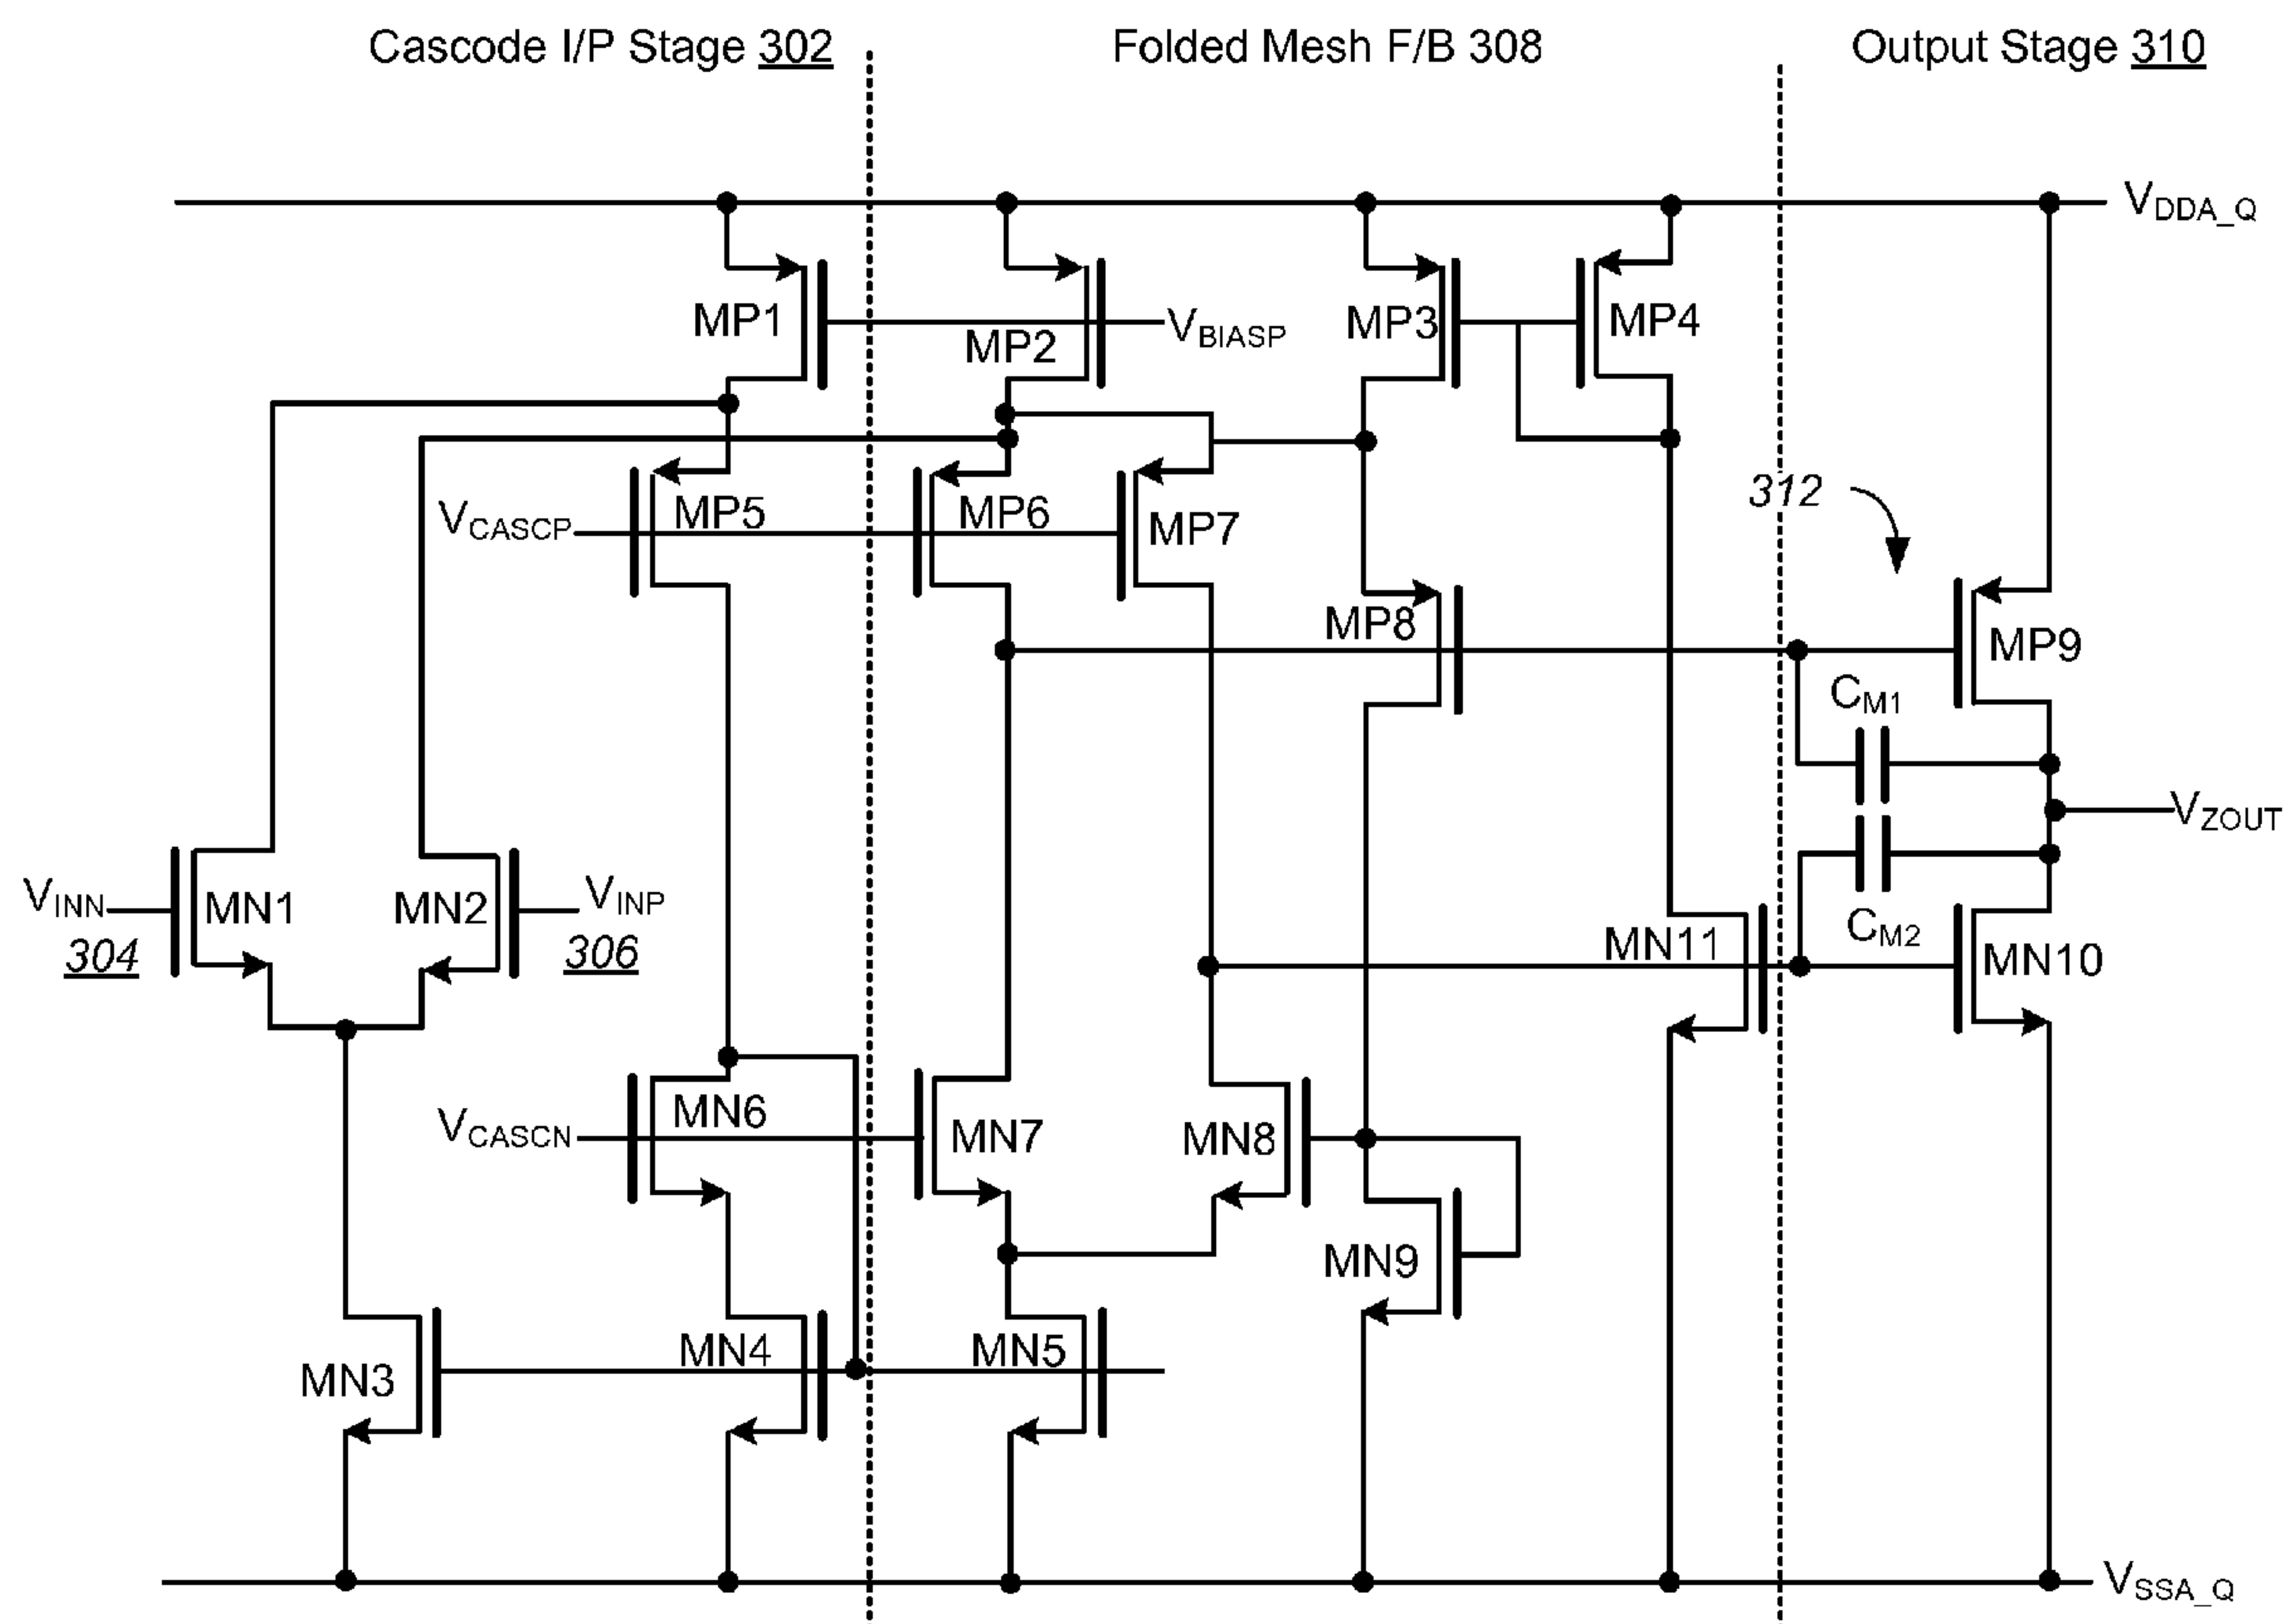 Cascode I/P Stage 302
Folded Mesh F/B 308
Output Stage 310
VDDA_Q
MP1
MP2
VBIASP
MP3
MP4
VCASCP
MP5
MP6
MP7
312
MP8
MP9
CM1
VZOUT
VINN
304
MN1
MN2
VINP
306
MN11
CM2
MN10
VCASCN
MN6
MN7
MN8
MN9
MN3
MN4
MN5
VSSA_Q